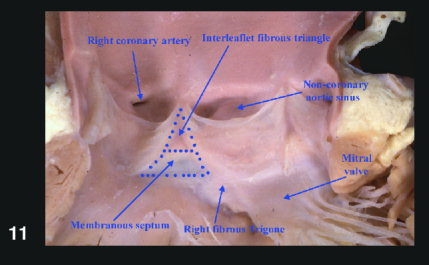 Right coronary artery
Interleaflet fibrous triangle
Non-coronary
aortic sinus
Mitral
valve
Membranous septum
Right fibrous Trigone
11